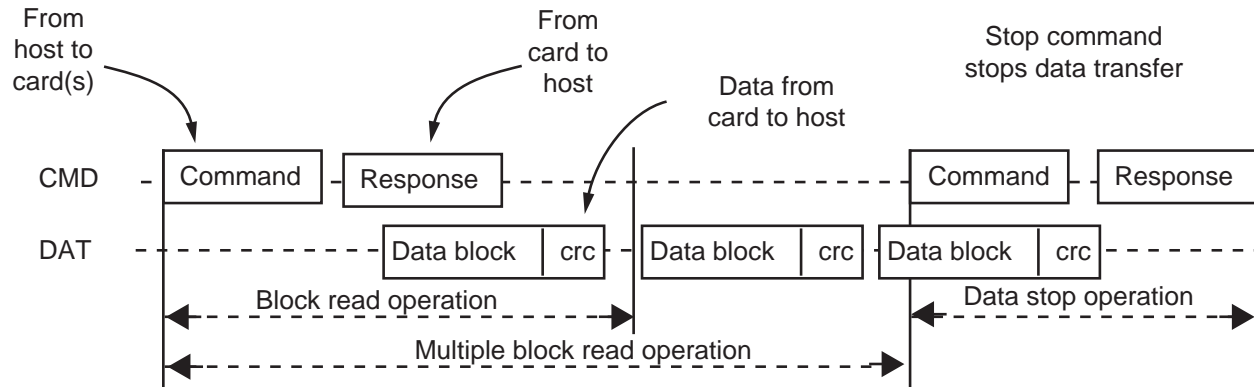 From
host to
card(s)
From
card to
host
Data from
card to host
Stop command
stops data transfer
CMD
Command
Response
Command
Response
DAT
Data block
crc
Data block
crc
Data block
crc
Block read operation
Data stop operation
Multiple block read operation